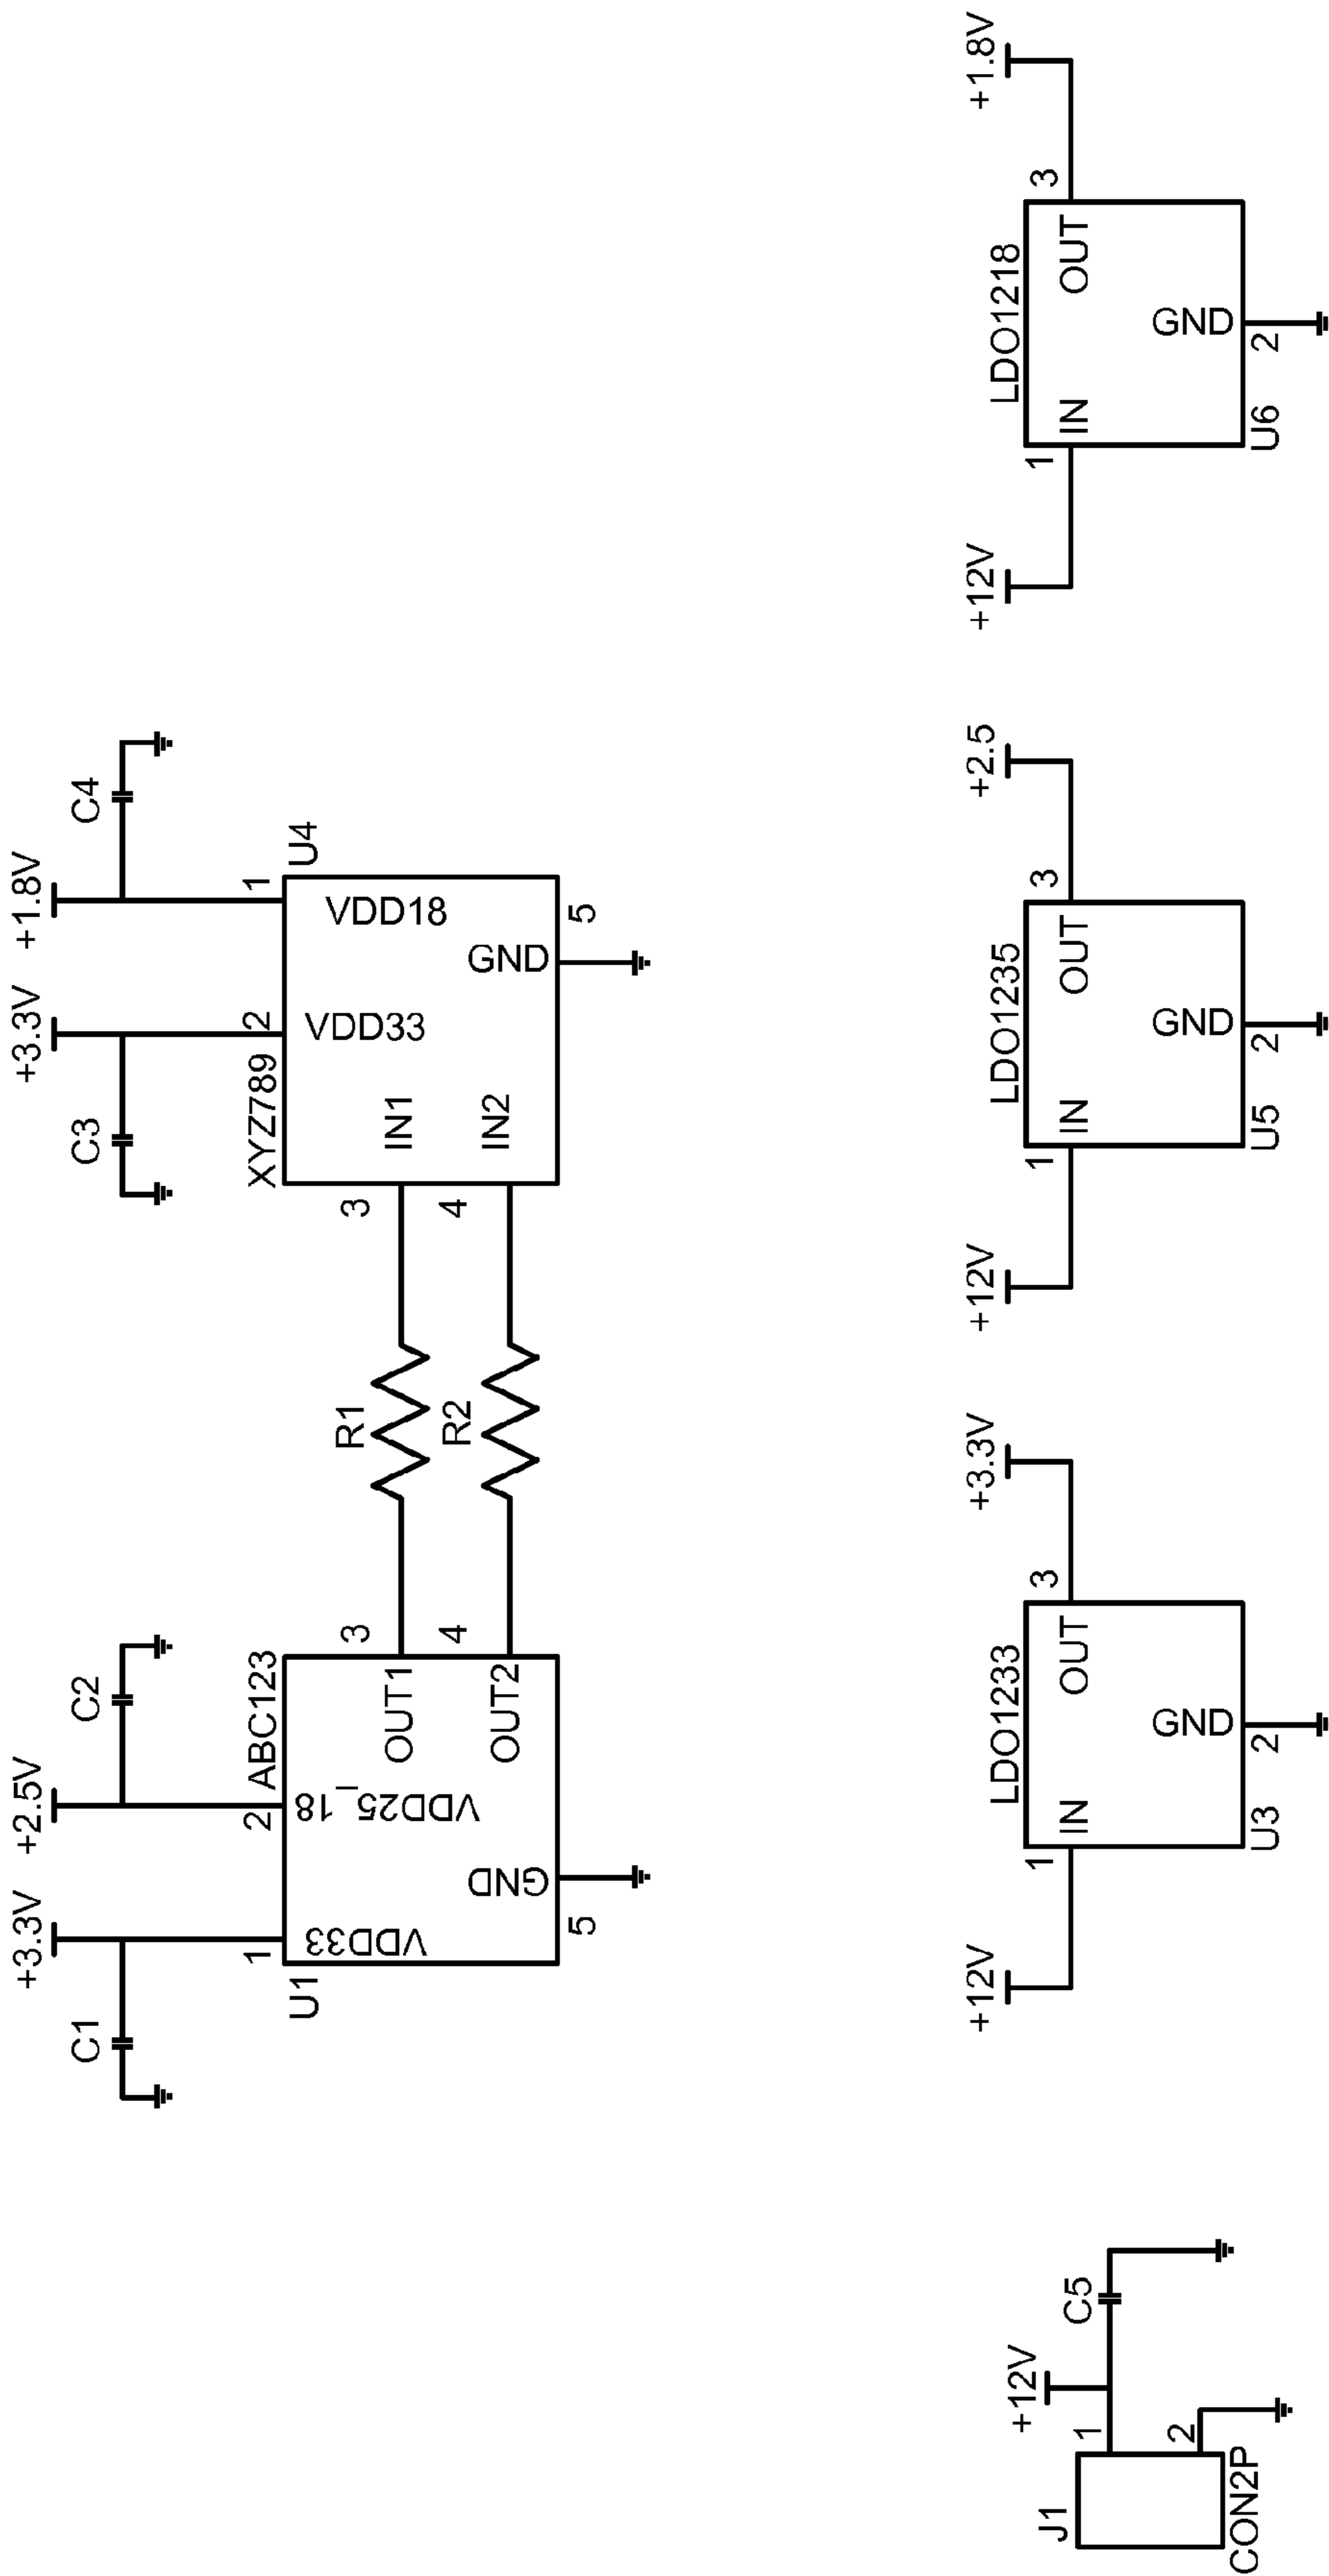 +3.3V
+2.5V
+3.3V
+1.8V
C1
C2
C3
C4
1
2
ABC123
XYZ789
2
1
U1
U4
VDD33
VDD25_18
OUT1
OUT2
GND
3
4
5
R1
R2
3
4
VDD33
VDD18
IN1
IN2
GND
5
J1
CON2P
1
2
+12V
C5
+12V
1
LDO1233
IN
OUT
GND
3
2
U3
+3.3V
+12V
1
LDO1235
IN
OUT
GND
3
2
U5
+2.5
+12V
1
LDO1218
IN
OUT
GND
3
2
U6
+1.8V